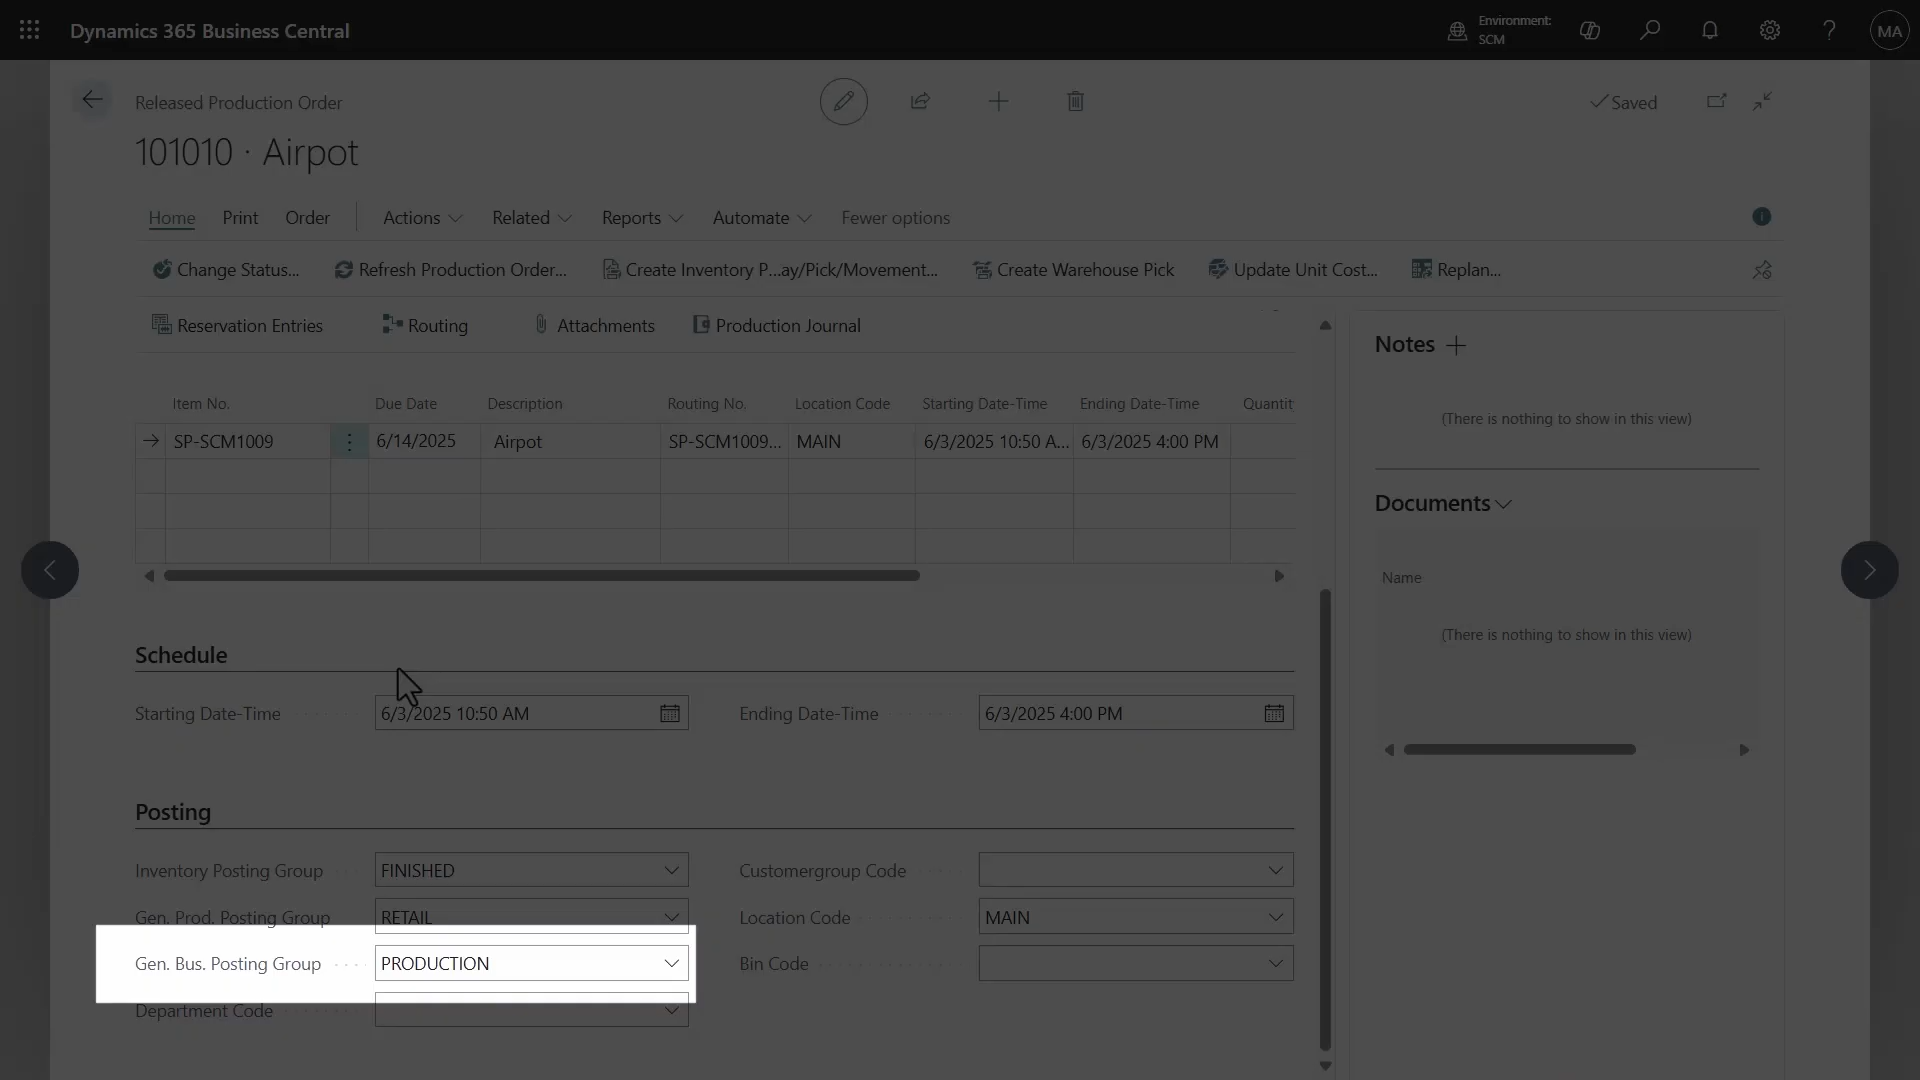 Dynamics 365 Business Central
Environment:
SCM
MA
Released Production Order
Saved
101010 · Airpot
Home Print Order Actions Related Reports Automate Fewer options
Change Status... Refresh Production Order... Create Inventory P...ay/Pick/Movement... Create Warehouse Pick Update Unit Cost... Replan...
Reservation Entries Routing Attachments Production Journal
Item No. Due Date Description Routing No. Location Code Starting Date-Time Ending Date-Time Quantit
SP-SCM1009 6/14/2025 Airpot SP-SCM1009... MAIN 6/3/2025 10:50 A... 6/3/2025 4:00 PM
Notes
(There is nothing to show in this view)
Documents
Name
(There is nothing to show in this view)
Schedule
Starting Date-Time 6/3/2025 10:50 AM Ending Date-Time 6/3/2025 4:00 PM
Posting
Inventory Posting Group FINISHED Customergroup Code
Gen. Prod. Posting Group RETAIL Location Code MAIN
Gen. Bus. Posting Group PRODUCTION Bin Code
Department Code